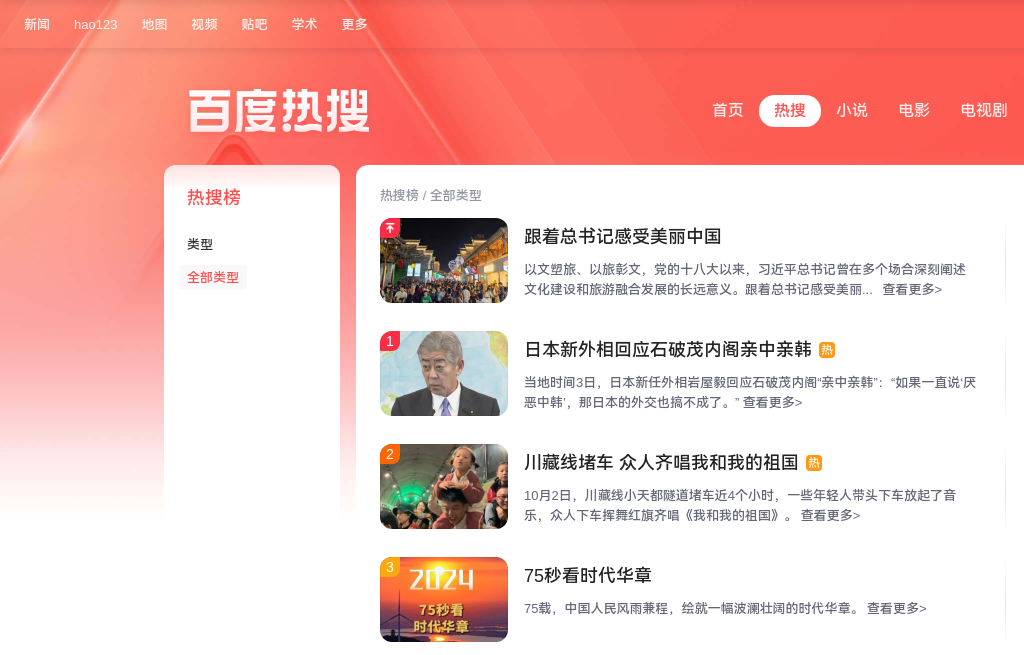 新闻 hao123 地图 视频 贴吧 学术 更多
百度热搜
首页 热搜 小说 电影 电视剧
热搜榜
类型
全部类型
热搜榜 / 全部类型
跟着总书记感受美丽中国
以文塑旅、以旅彰文，党的十八大以来，习近平总书记曾在多个场合深刻阐述
文化建设和旅游融合发展的长远意义。跟着总书记感受美丽... 查看更多>
1
日本新外相回应石破茂内阁亲中亲韩 热
当地时间3日，日本新任外相岩屋毅回应石破茂内阁“亲中亲韩”：“如果一直说‘厌
恶中韩’，那日本的外交也搞不成了。” 查看更多>
2
川藏线堵车 众人齐唱我和我的祖国 热
10月2日，川藏线小天都隧道堵车近4个小时，一些年轻人带头下车放起了音
乐，众人下车挥舞红旗齐唱《我和我的祖国》。 查看更多>
3
2024
75秒看
时代华章
75秒看时代华章
75载，中国人民风雨兼程，绘就一幅波澜壮阔的时代华章。 查看更多>